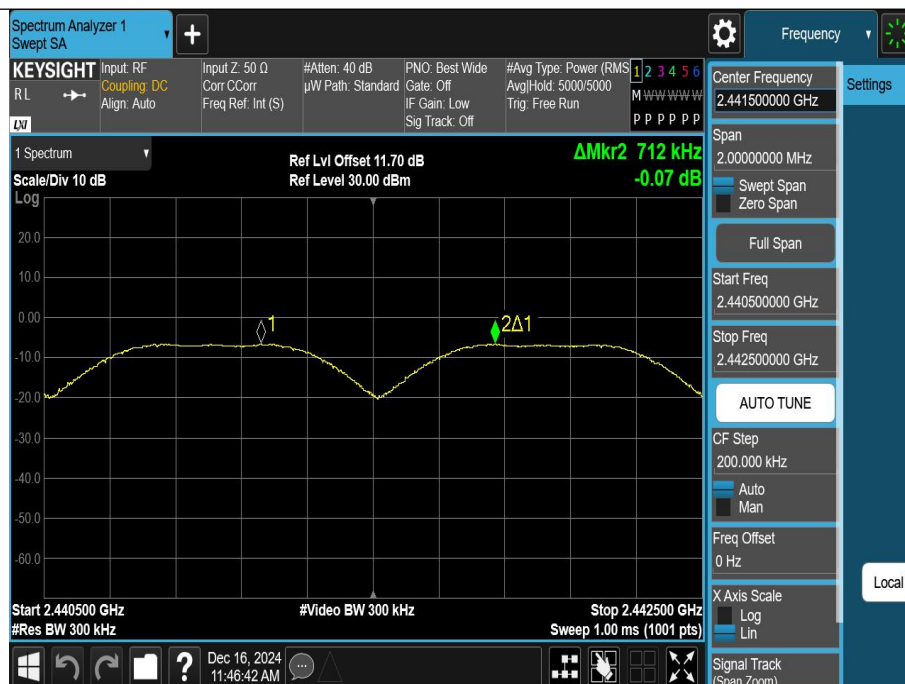 Spectrum Analyzer 1
Swept SA
+
Frequency
KEYSIGHT
RL
LXI
Input: RF
Coupling: DC
Align: Auto
Input Z: 50 Ω
Corr CCorr
Freq Ref: Int (S)
#Atten: 40 dB
µW Path: Standard
PNO: Best Wide
Gate: Off
IF Gain: Low
Sig Track: Off
#Avg Type: Power (RMS
Avg|Hold: 5000/5000
Trig: Free Run
1 2 3 4 5 6
M W W W W W
P P P P P P
1 Spectrum
Scale/Div 10 dB
Log
Ref Lvl Offset 11.70 dB
Ref Level 30.00 dBm
ΔMkr2 712 kHz
-0.07 dB
20.0
10.0
0.00
-10.0
-20.0
-30.0
-40.0
-50.0
-60.0
1
2Δ1
Start 2.440500 GHz
#Res BW 300 kHz
#Video BW 300 kHz
Stop 2.442500 GHz
Sweep 1.00 ms (1001 pts)
?
Dec 16, 2024
11:46:42 AM
Center Frequency
2.441500000 GHz
Span
2.00000000 MHz
Swept Span
Zero Span
Full Span
Start Freq
2.440500000 GHz
Stop Freq
2.442500000 GHz
AUTO TUNE
CF Step
200.000 kHz
Auto
Man
Freq Offset
0 Hz
X Axis Scale
Log
Lin
Signal Track
(Span Zoom)
Settings
Local